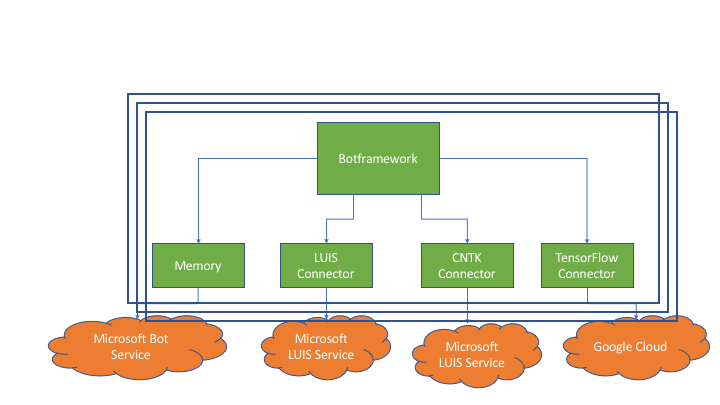 Botframework
Memory
LUIS
Connector
CNTK
Connector
TensorFlow
Connector
Microsoft Bot
Service
Microsoft
LUIS Service
Microsoft
LUIS Service
Google Cloud